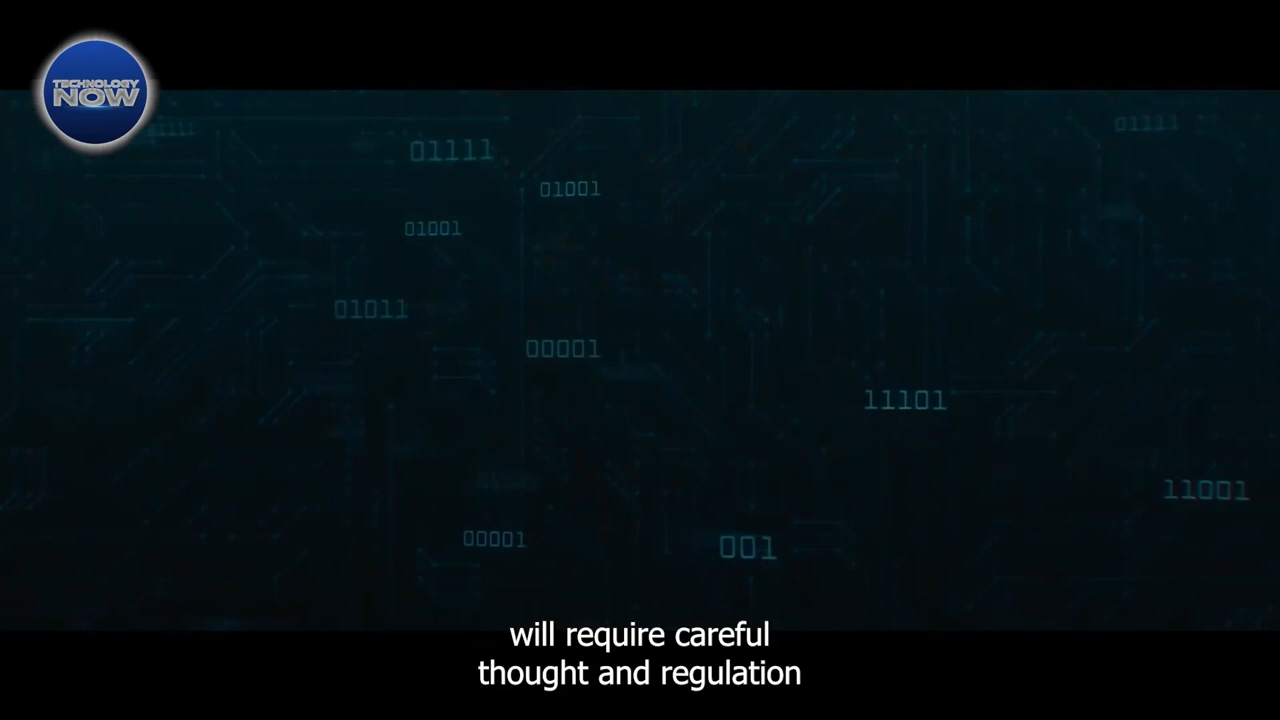 TECHNOLOGY
NOW
01111
01111
01001
01001
01011
00001
11101
11001
00001
001
will require careful
thought and regulation